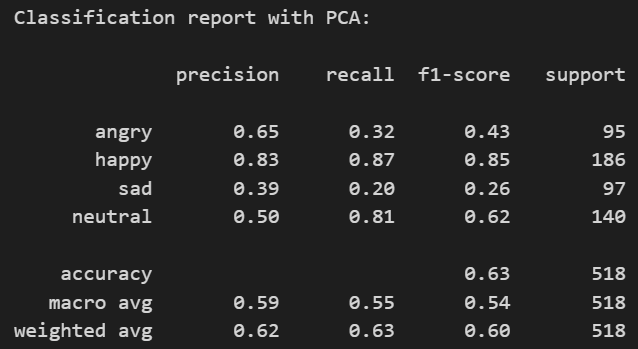 Classification report with PCA:
precision recall f1-score support
angry 0.65 0.32 0.43 95
happy 0.83 0.87 0.85 186
sad 0.39 0.20 0.26 97
neutral 0.50 0.81 0.62 140
accuracy 0.63 518
macro avg 0.59 0.55 0.54 518
weighted avg 0.62 0.63 0.60 518